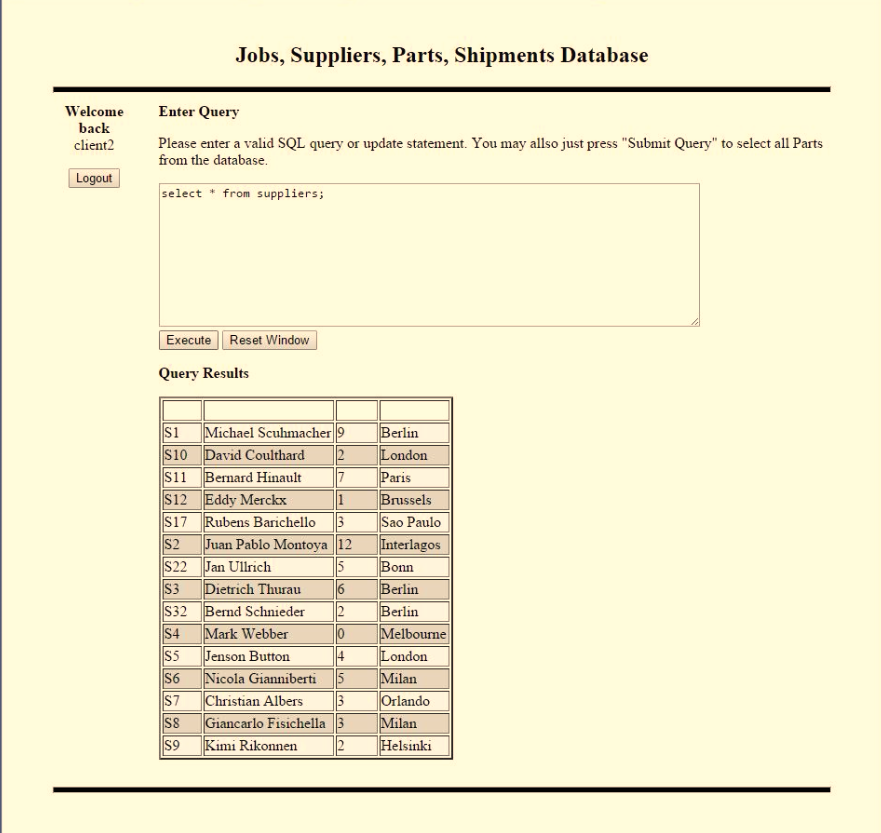 Jobs, Suppliers, Parts, Shipments Database
Welcome
back
client2
Logout
Enter Query
Please enter a valid SQL query or update statement. You may allso just press "Submit Query" to select all Parts
from the database.
select * from suppliers;
Execute Reset Window
Query Results
S1 Michael Scuhmacher 9 Berlin
S10 David Coulthard 2 London
S11 Bernard Hinault 7 Paris
S12 Eddy Merckx 1 Brussels
S17 Rubens Barichello 3 Sao Paulo
S2 Juan Pablo Montoya 12 Interlagos
S22 Jan Ullrich 5 Bonn
S3 Dietrich Thurau 6 Berlin
S32 Bernd Schnieder 2 Berlin
S4 Mark Webber 0 Melbourne
S5 Jenson Button 4 London
S6 Nicola Gianniberti 5 Milan
S7 Christian Albers 3 Orlando
S8 Giancarlo Fisichella 3 Milan
S9 Kimi Rikonnen 2 Helsinki